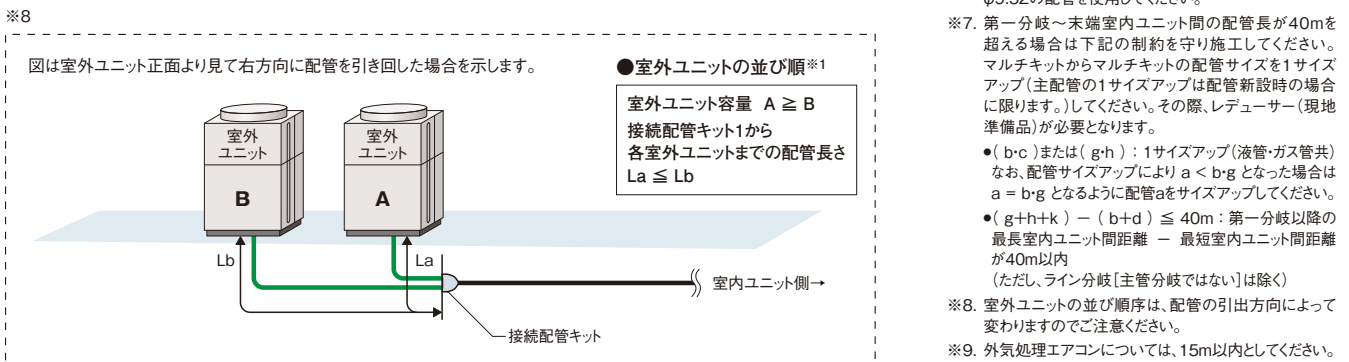 ※8
図は室外ユニット正面より見て右方向に配管を引き回した場合を示します。
●室外ユニットの並び順※1
室外ユニット容量 A ≧ B
接続配管キット1から
各室外ユニットまでの配管長さ
La ≦ Lb
室外
ユニット
B
室外
ユニット
A
Lb
La
室内ユニット側→
接続配管キット
※7. 第一分岐～末端室内ユニット間の配管長が40mを
超える場合は下記の制約を守り施工してください。
マルチキットからマルチキットの配管サイズを1サイズ
アップ(主配管の1サイズアップは配管新設時の場合
に限ります。)してください。その際、レデューサー(現地
準備品)が必要となります。
●( b・c )または( g・h ) : 1サイズアップ(液管・ガス管共)
なお、配管サイズアップにより a < b・g となった場合は
a = b・g となるように配管aをサイズアップしてください。
●( g+h+k ) － ( b+d ) ≦ 40m : 第一分岐以降の
最長室内ユニット間距離 － 最短室内ユニット間距離
が40m以内
(ただし、ライン分岐[主管分岐ではない]は除く)
※8. 室外ユニットの並び順序は、配管の引出方向によって
変わりますのでご注意ください。
※9. 外気処理エアコンについては、15m以内としてください。